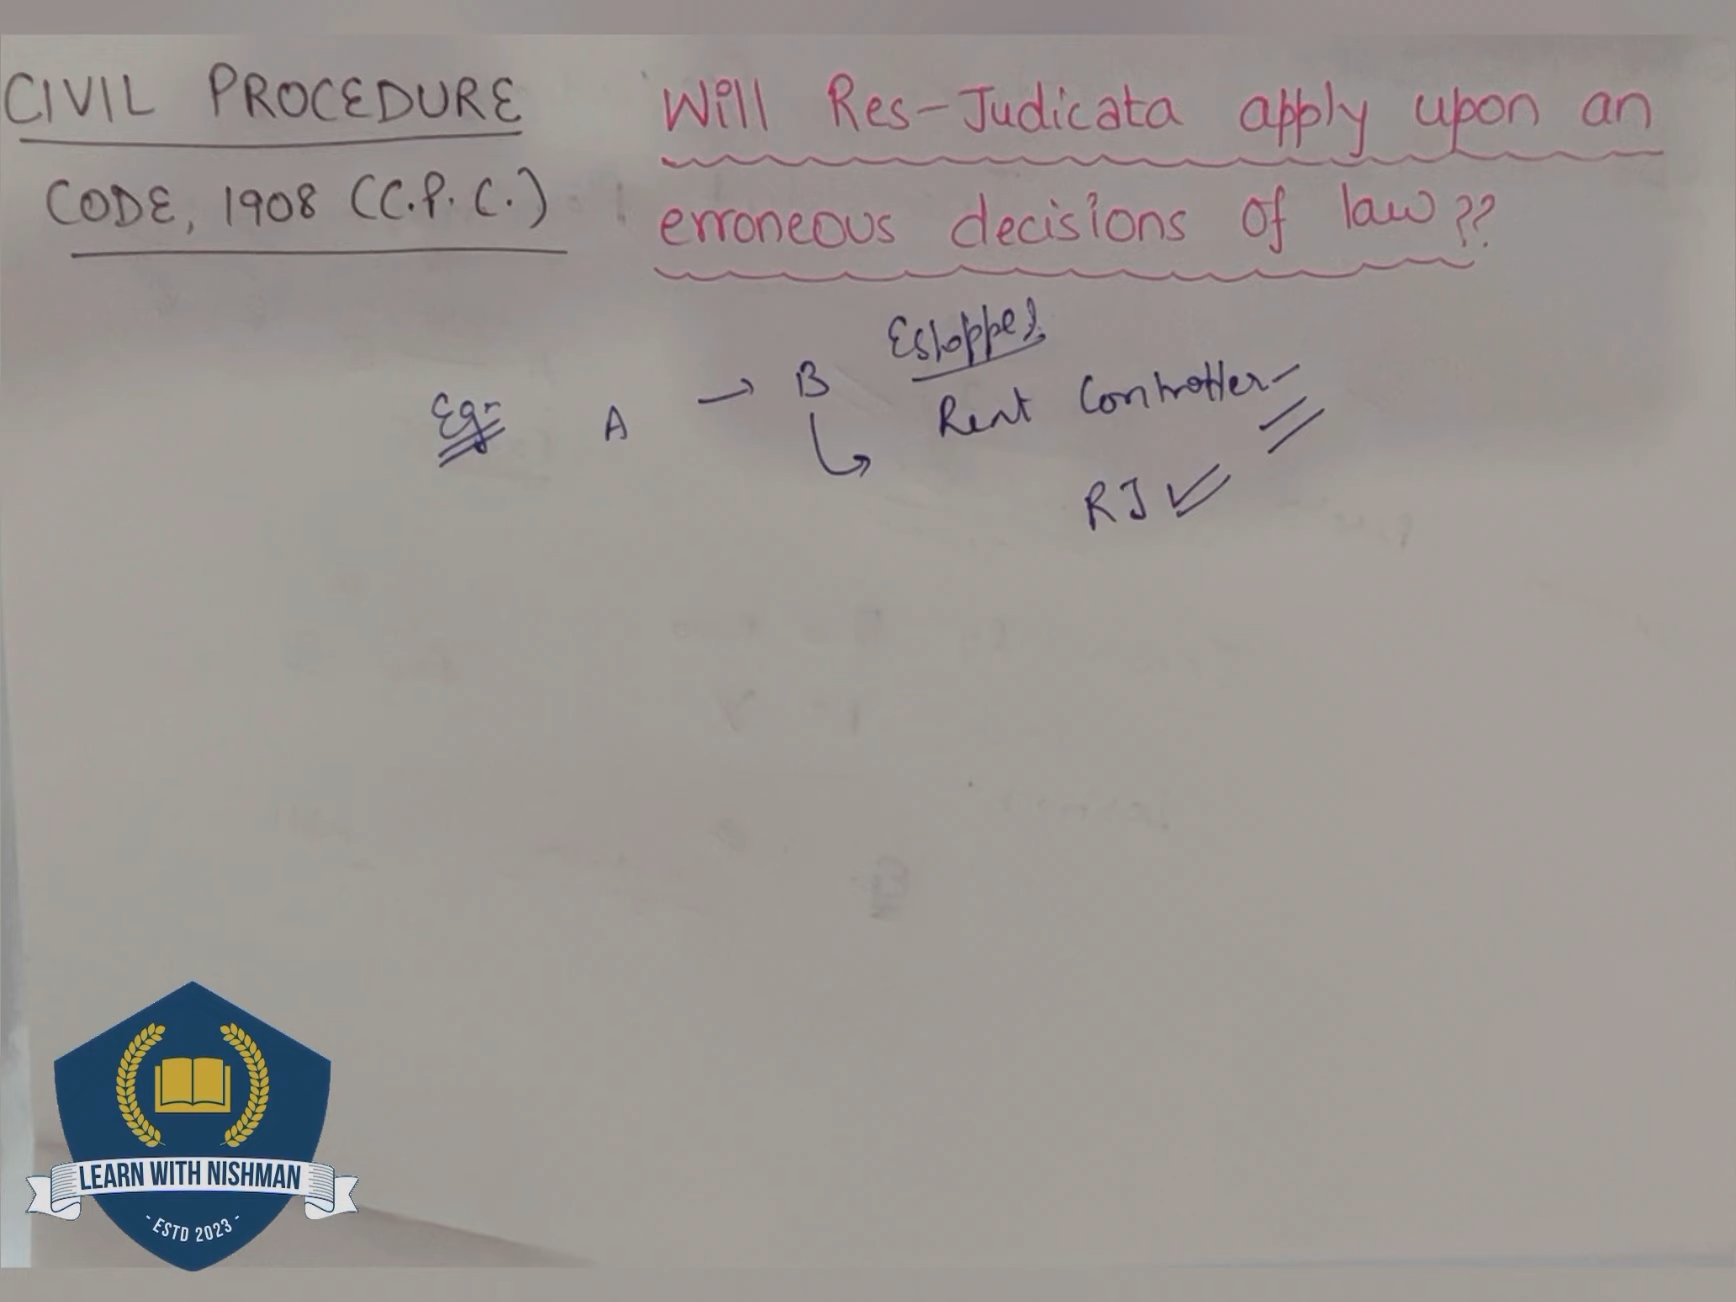 CIVIL PROCEDURE
CODE, 1908 (C.P.C.)
Will Res-Judicata apply upon an
erroneous decisions of law??
Estoppel
Eg:- A → B Rent Controller-
RJ ✓
LEARN WITH NISHMAN
- ESTD 2023 -